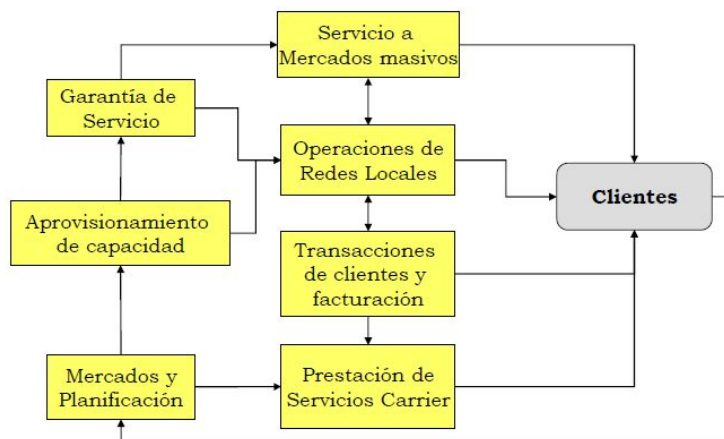 Servicio a
Mercados masivos
Garantía de
Servicio
Operaciones de
Redes Locales
Clientes
Aprovisionamiento
de capacidad
Transacciones
de clientes y
facturación
Mercados y
Planificación
Prestación de
Servicios Carrier